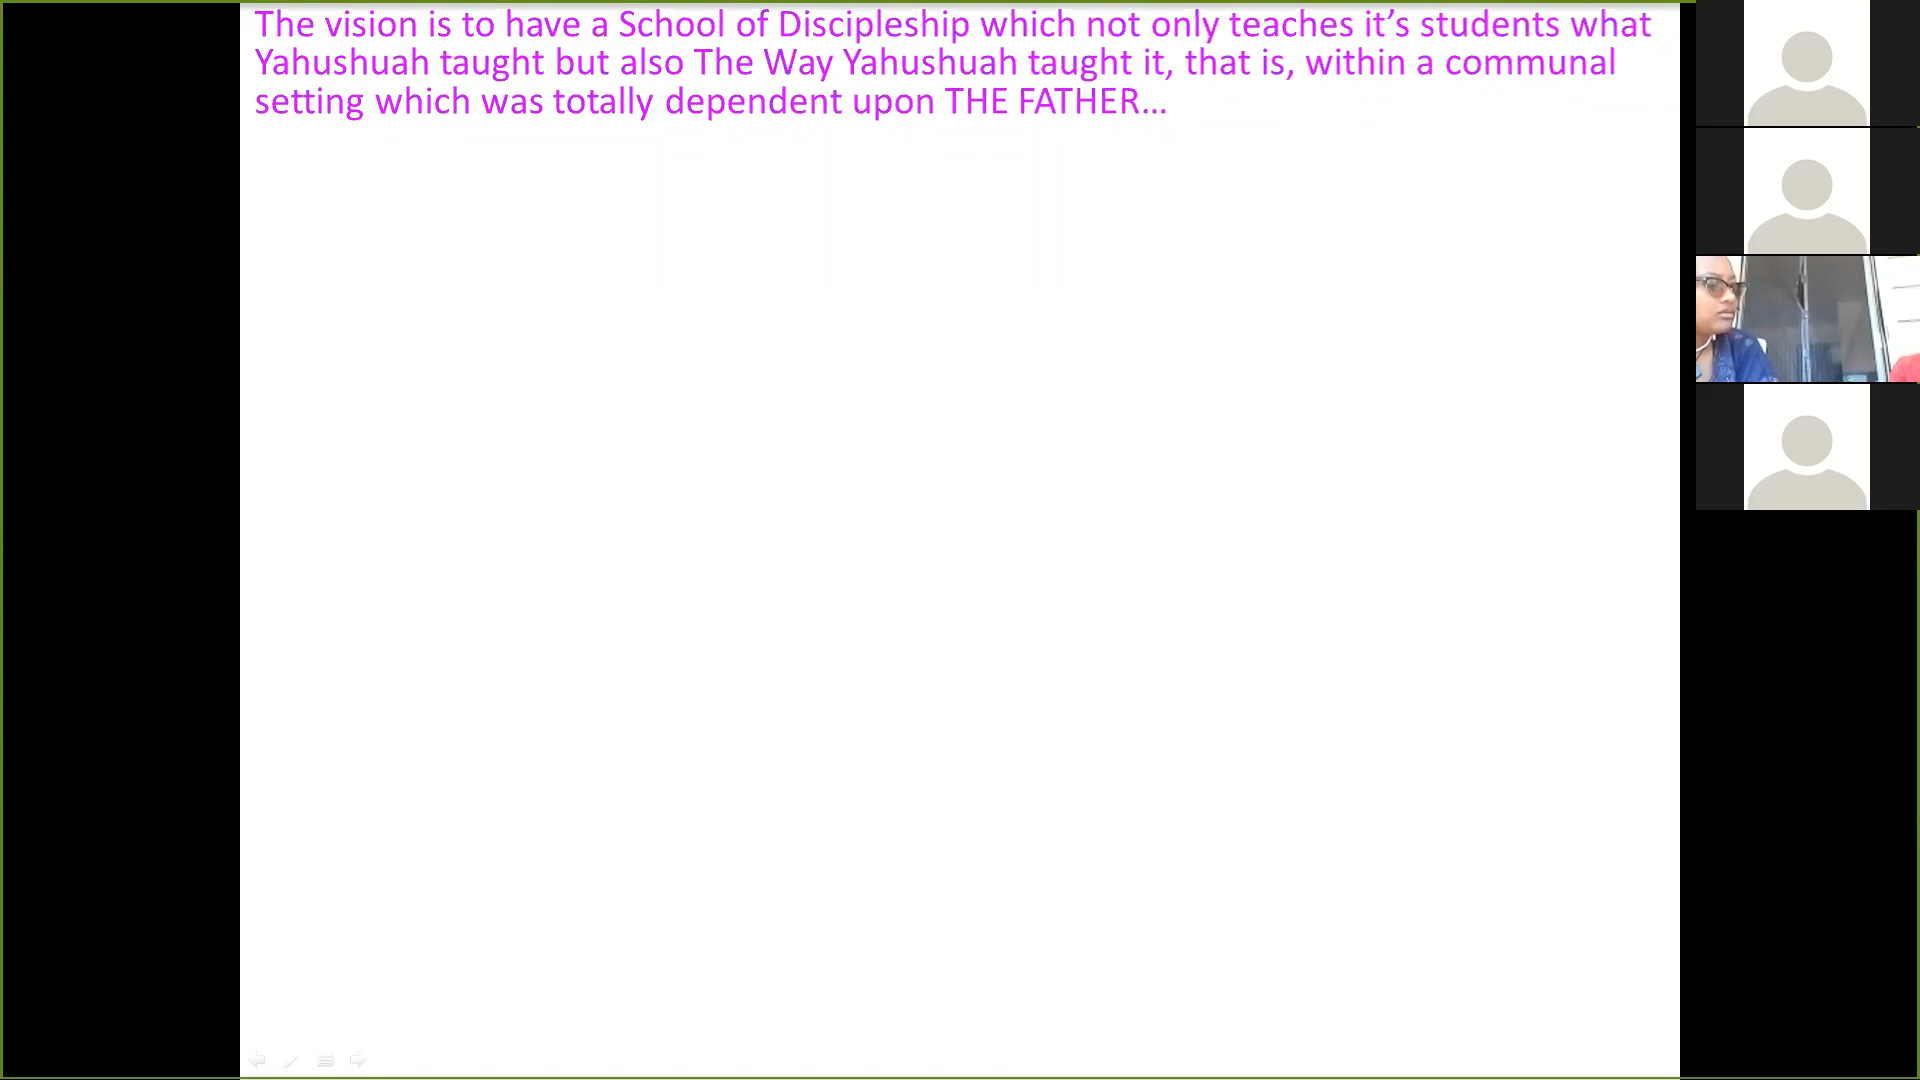 The vision is to have a School of Discipleship which not only teaches it’s students what
Yahushuah taught but also The Way Yahushuah taught it, that is, within a communal
setting which was totally dependent upon THE FATHER…